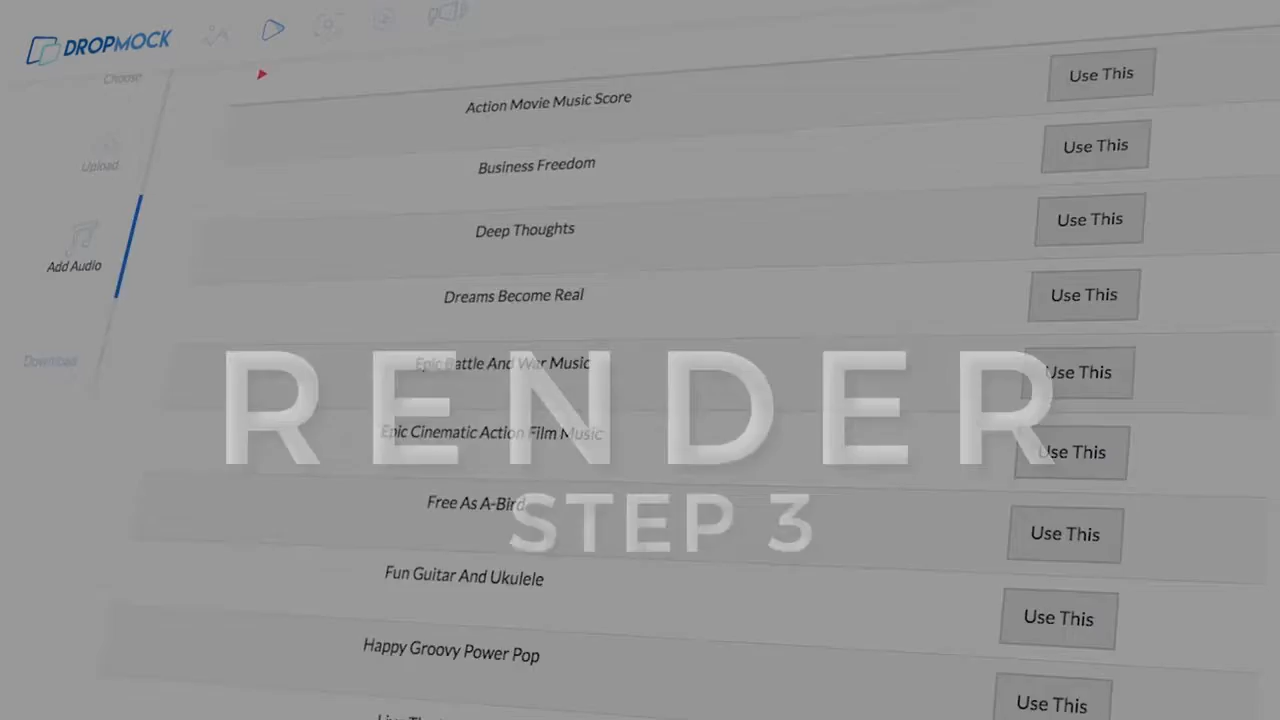 DROPMOCK
Choose
Upload
Add Audio
Download
Action Movie Music Score Use This
Business Freedom Use This
Deep Thoughts Use This
Dreams Become Real Use This
Epic Battle And War Music Use This
Epic Cinematic Action Film Music Use This
Free As A-Bird Use This
Fun Guitar And Ukulele Use This
Happy Groovy Power Pop Use This
RENDER
STEP 3